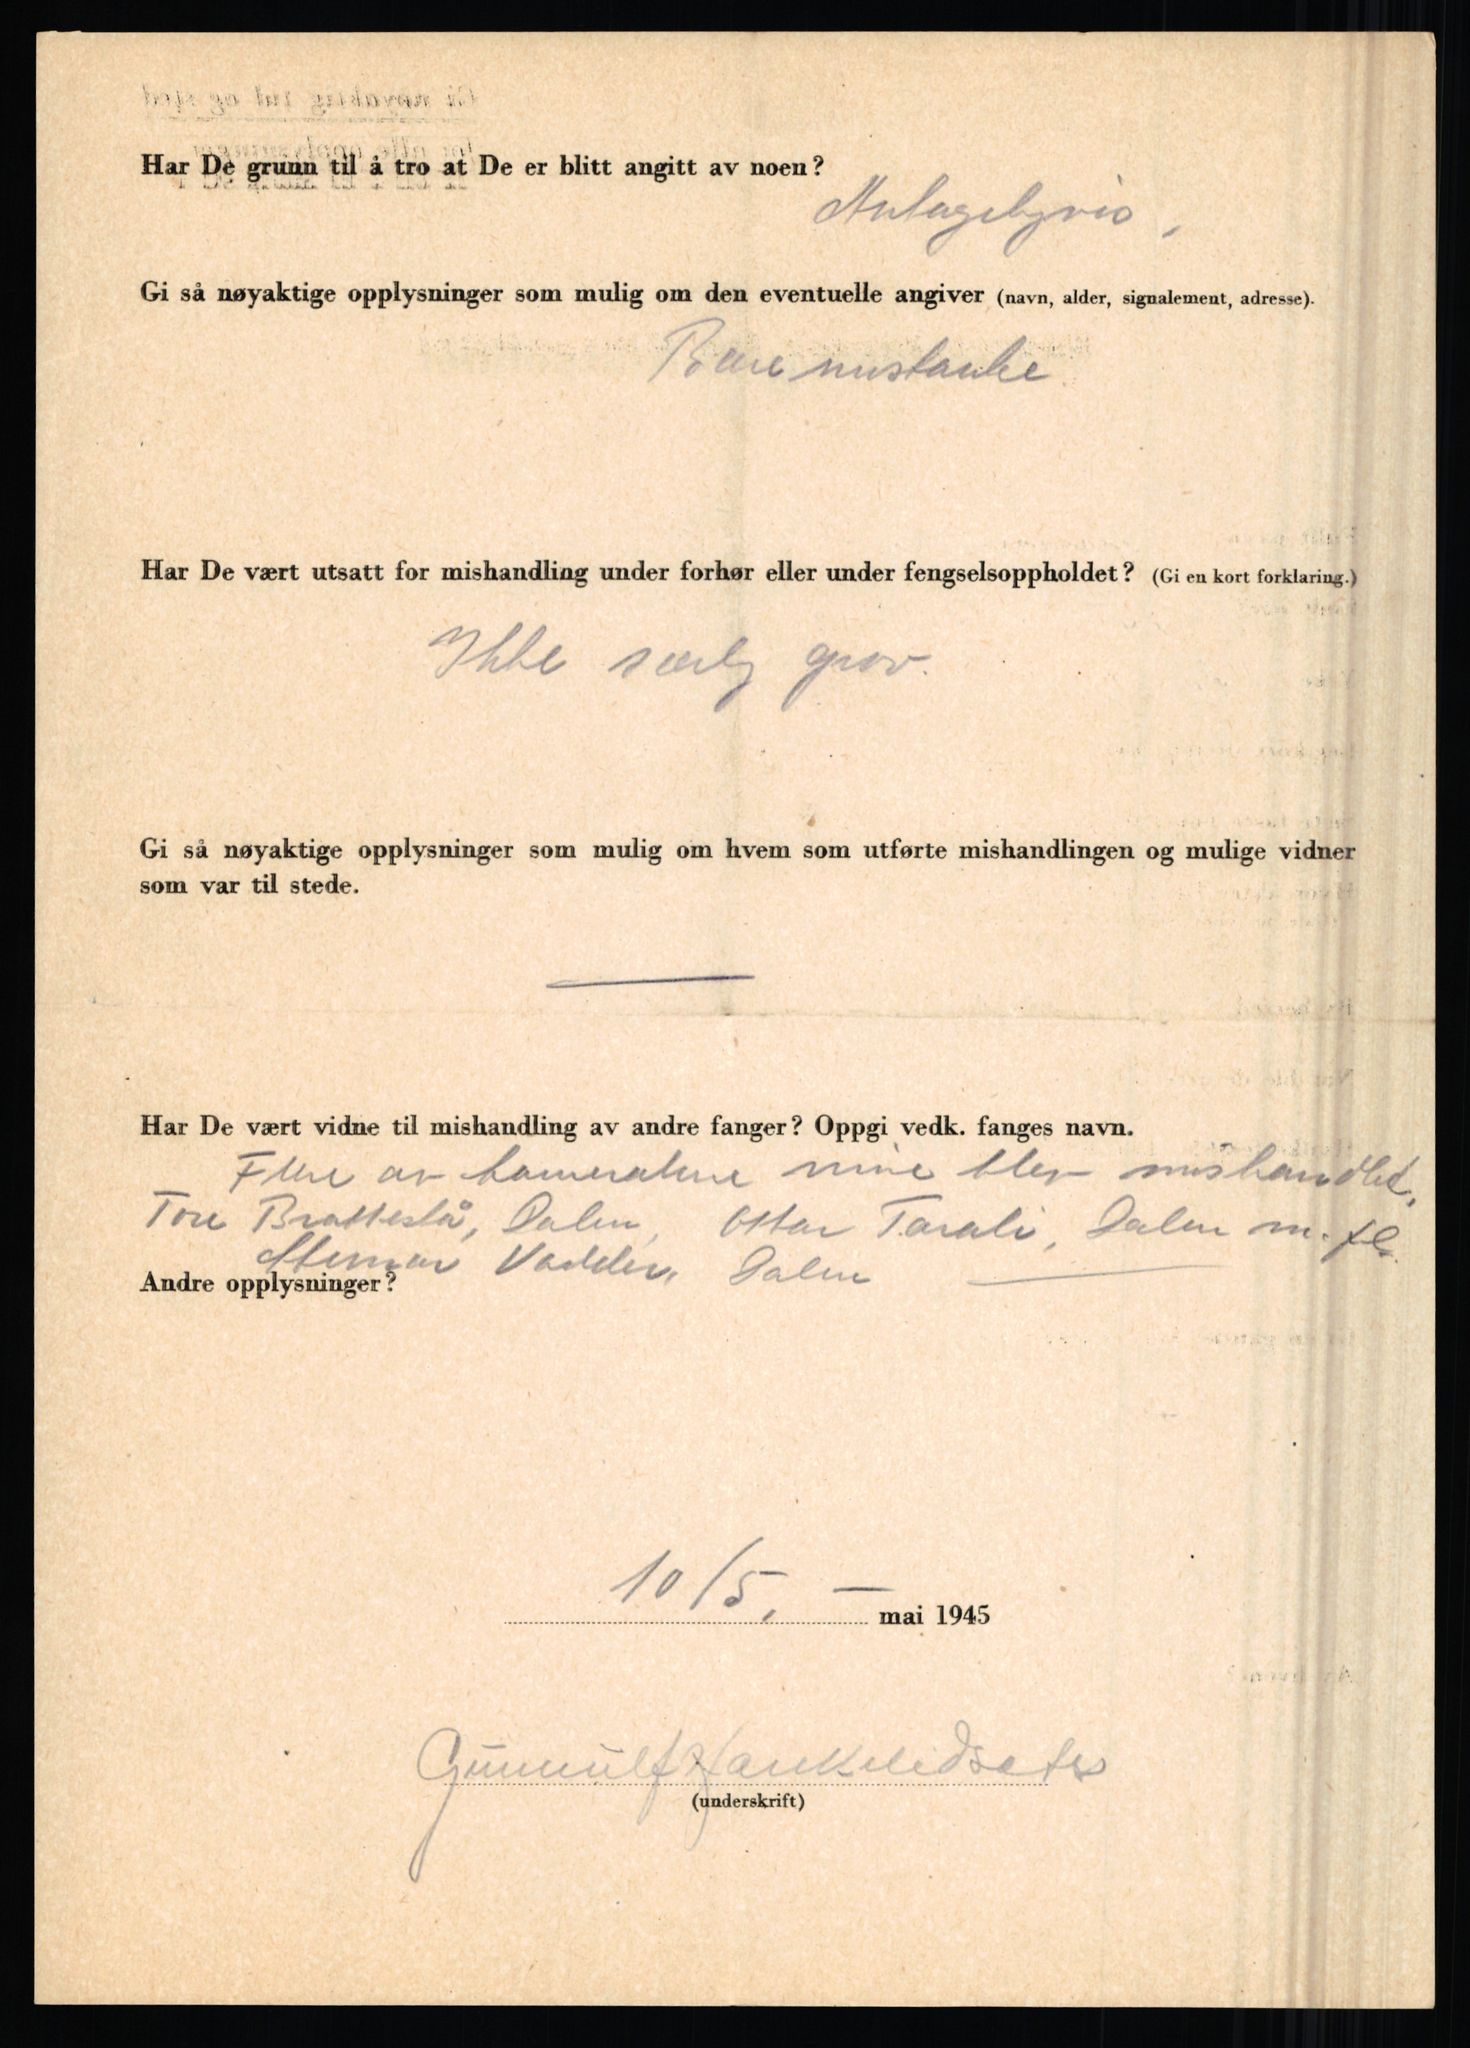 Har De grunn til å tro at De er blitt angitt av noen?
Antagelsvis,
Gi så nøyaktige opplysninger som mulig om den eventuelle angiver (navn, alder, signalement, adresse).
Bare mistanke
Har De vært utsatt for mishandling under forhør eller under fengselsoppholdet? (Gi en kort forklaring.)
Ikke særlig grov.
Gi så nøyaktige opplysninger som mulig om hvem som utførte mishandlingen og mulige vidner
som var til stede.
Har De vært vidne til mishandling av andre fanger? Oppgi vedk. fanges navn.
Flere av kameratene mine blev mishandlet,
Tore Bratteslå, Dalen, Ottar Tarali, Dalen m. fl.
Dalen
Andre opplysninger?
10/5. — mai 1945
Gunnulf
(underskrift)